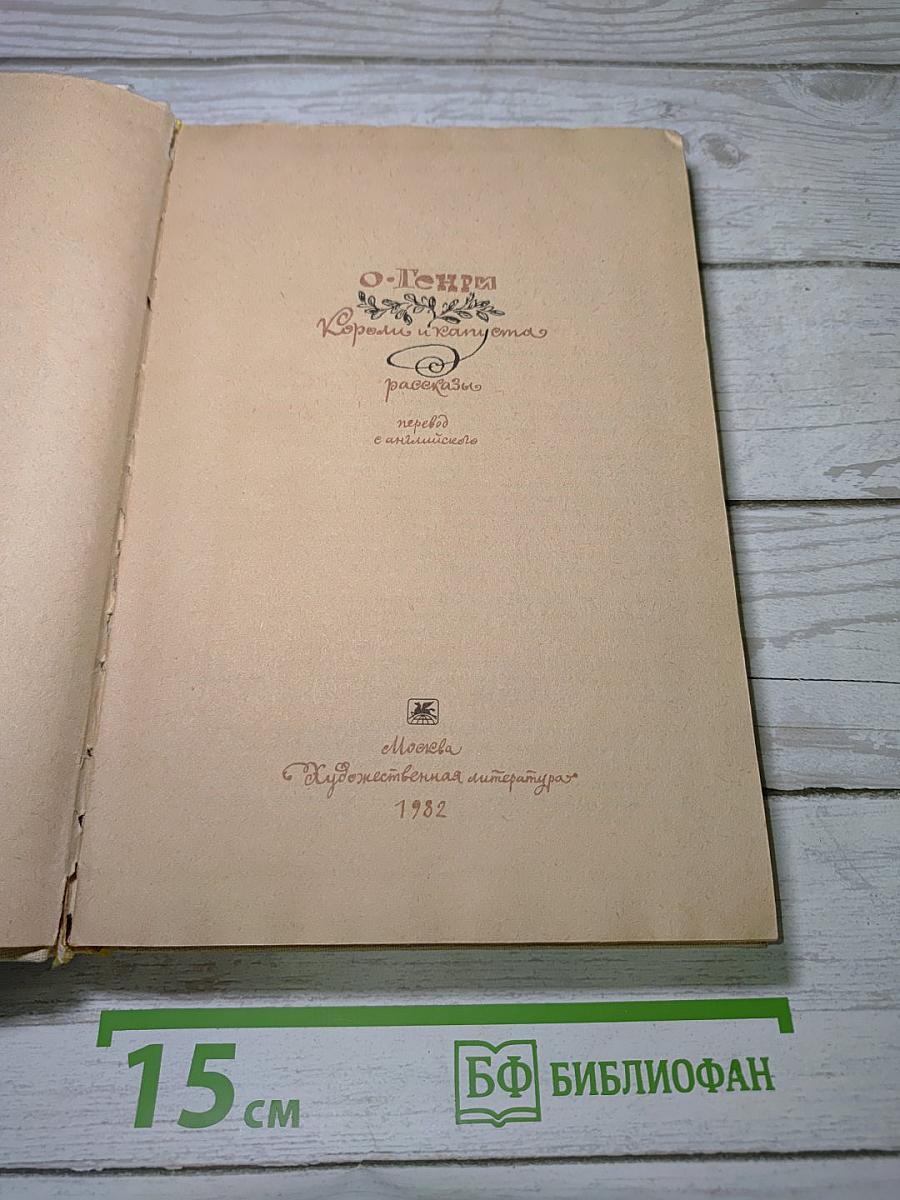 О·Генри
Короли и капуста
рассказы
перевод
с английского
Москва
Художественная литература
1982
15 см
БФ БИБЛИОФАН